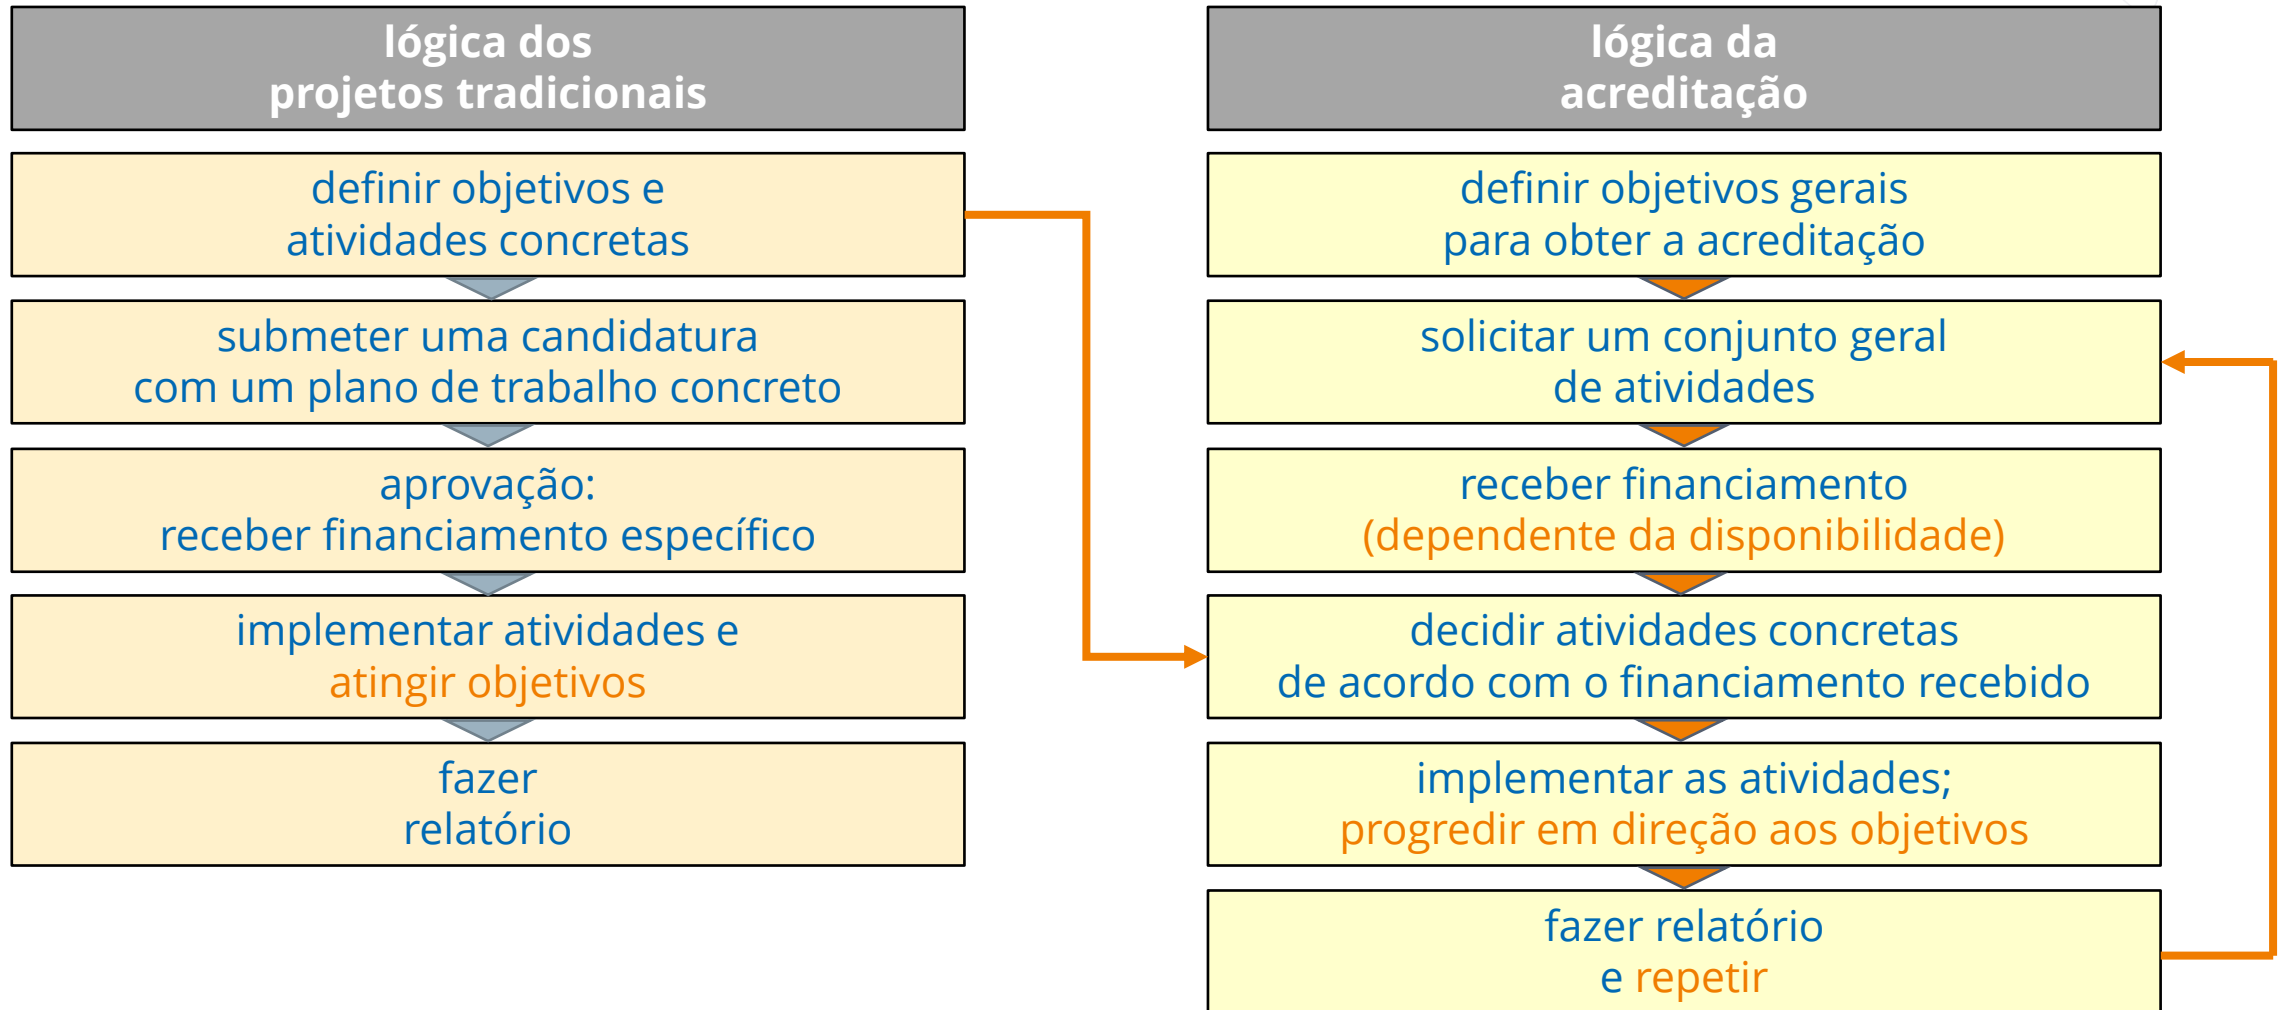 lógica dos
projetos tradicionais
definir objetivos e
atividades concretas
submeter uma candidatura
com um plano de trabalho concreto
aprovação:
receber financiamento específico
implementar atividades e
atingir objetivos
fazer
relatório
lógica da
acreditação
definir objetivos gerais
para obter a acreditação
solicitar um conjunto geral
de atividades
receber financiamento
(dependente da disponibilidade)
decidir atividades concretas
de acordo com o financiamento recebido
implementar as atividades;
progredir em direção aos objetivos
fazer relatório
e repetir